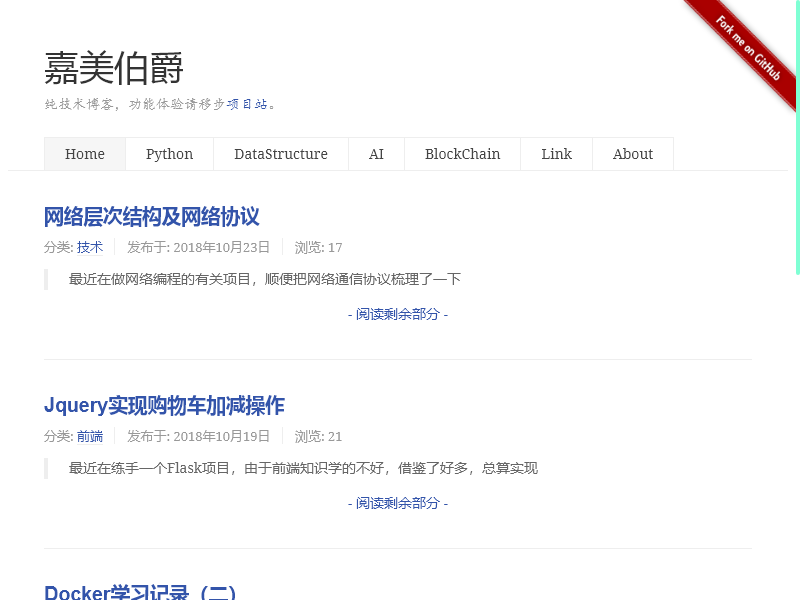 Fork me on GitHub
嘉美伯爵
纯技术博客，功能体验请移步项目站。
Home Python DataStructure AI BlockChain Link About
网络层次结构及网络协议
分类: 技术 发布于: 2018年10月23日 浏览: 17
最近在做网络编程的有关项目，顺便把网络通信协议梳理了一下
- 阅读剩余部分 -
Jquery实现购物车加减操作
分类: 前端 发布于: 2018年10月19日 浏览: 21
最近在练手一个Flask项目，由于前端知识学的不好，借鉴了好多，总算实现
- 阅读剩余部分 -
Docker学习记录（二）